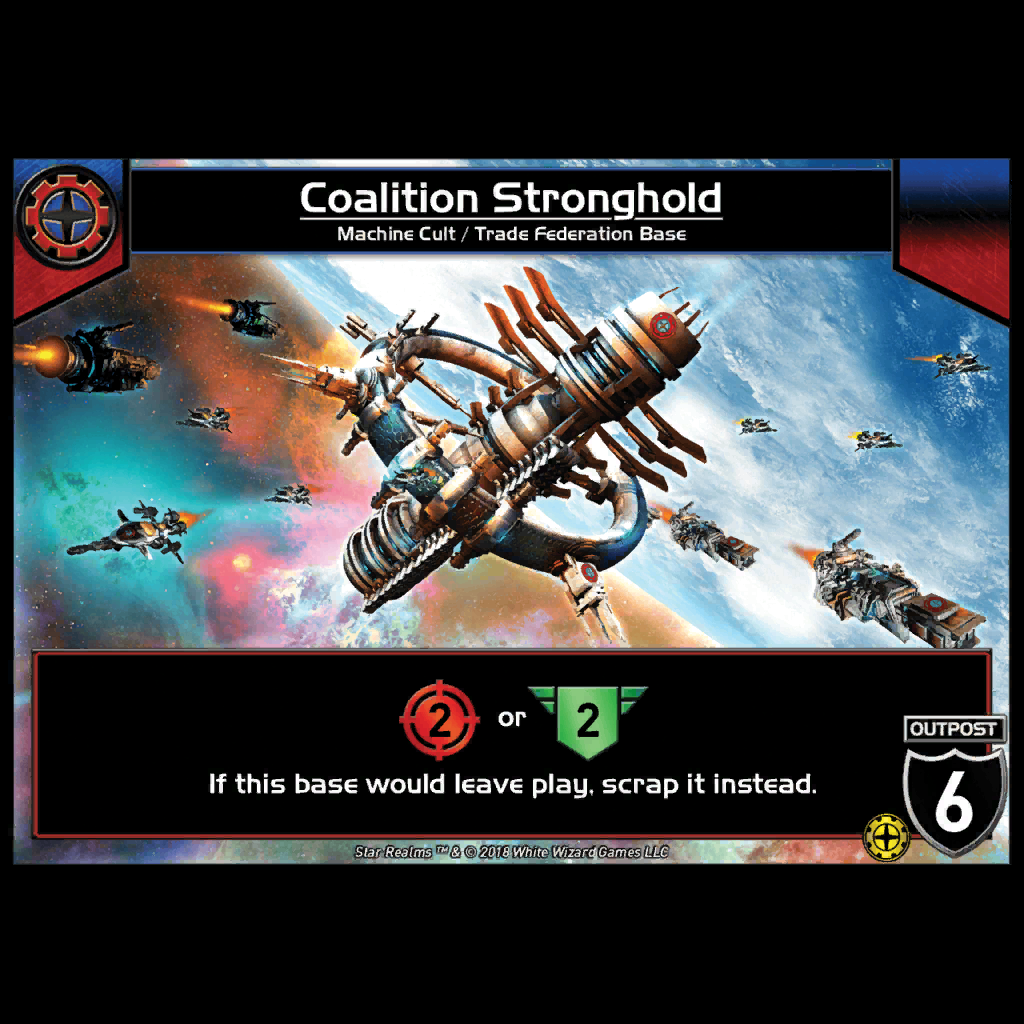 Coalition Stronghold
Machine Cult / Trade Federation Base
2 or 2
If this base would leave play, scrap it instead.
OUTPOST
6
Star Realms ™ & © 2018 White Wizard Games LLC